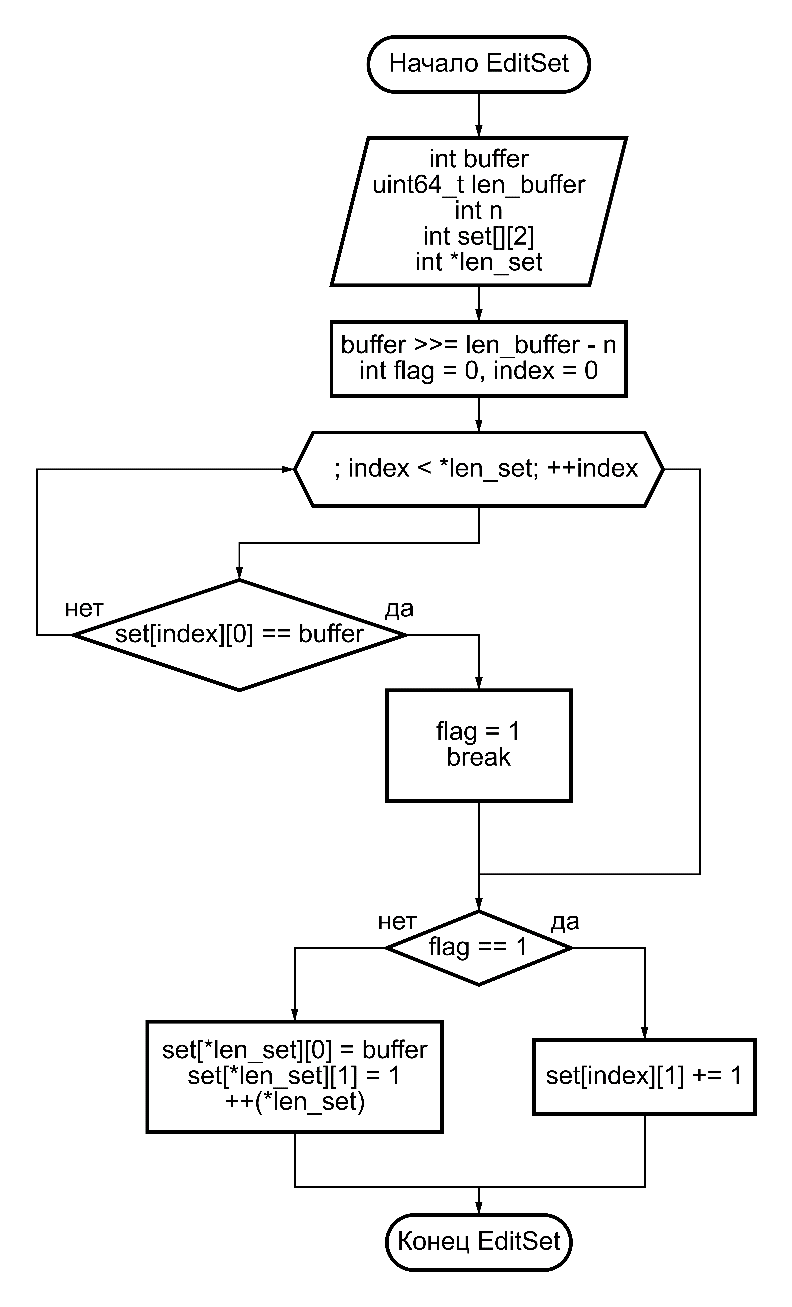 Начало EditSet
int buffer
uint64_t len_buffer
int n
int set[][2]
int *len_set
buffer >>= len_buffer - n
int flag = 0, index = 0
; index < *len_set; ++index
нет
да
set[index][0] == buffer
flag = 1
break
нет
да
flag == 1
set[*len_set][0] = buffer
set[*len_set][1] = 1
++(*len_set)
set[index][1] += 1
Конец EditSet